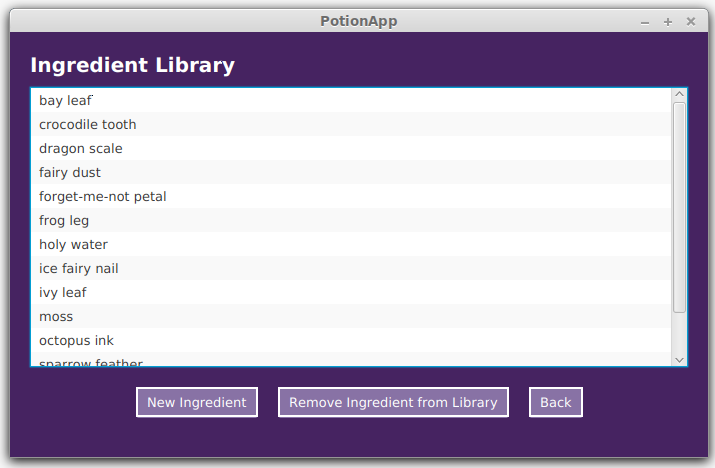 PotionApp
Ingredient Library
bay leaf
crocodile tooth
dragon scale
fairy dust
forget-me-not petal
frog leg
holy water
ice fairy nail
ivy leaf
moss
octopus ink
sparrow feather
New Ingredient Remove Ingredient from Library Back